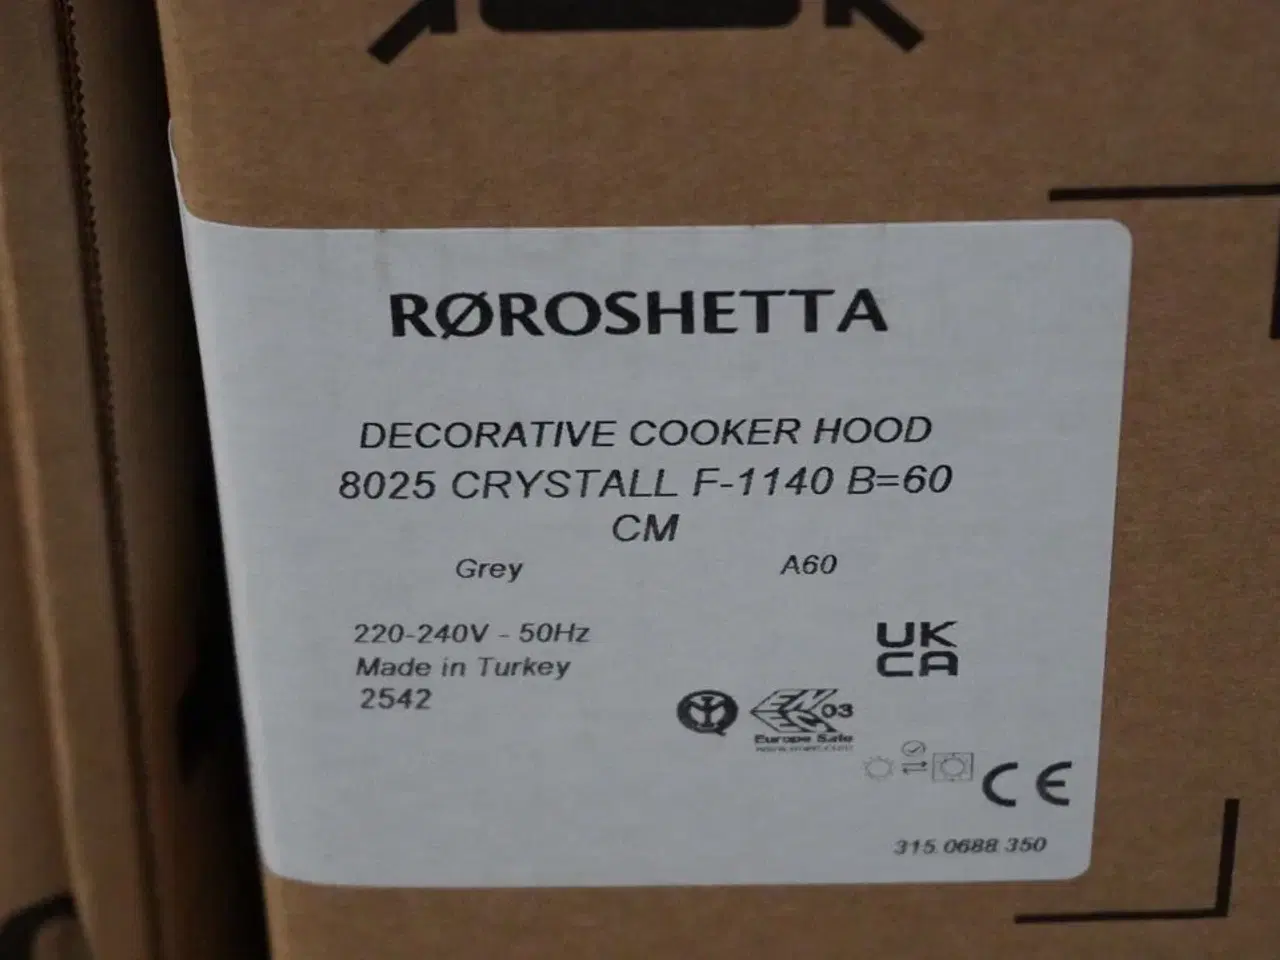 RØROSHETTA
DECORATIVE COOKER HOOD
8025 CRYSTALL F-1140 B=60
CM
Grey A60
220-240V - 50Hz
Made in Turkey
2542
UK
CA
ENEC 03
Europe Safe
CE
315.0688.350